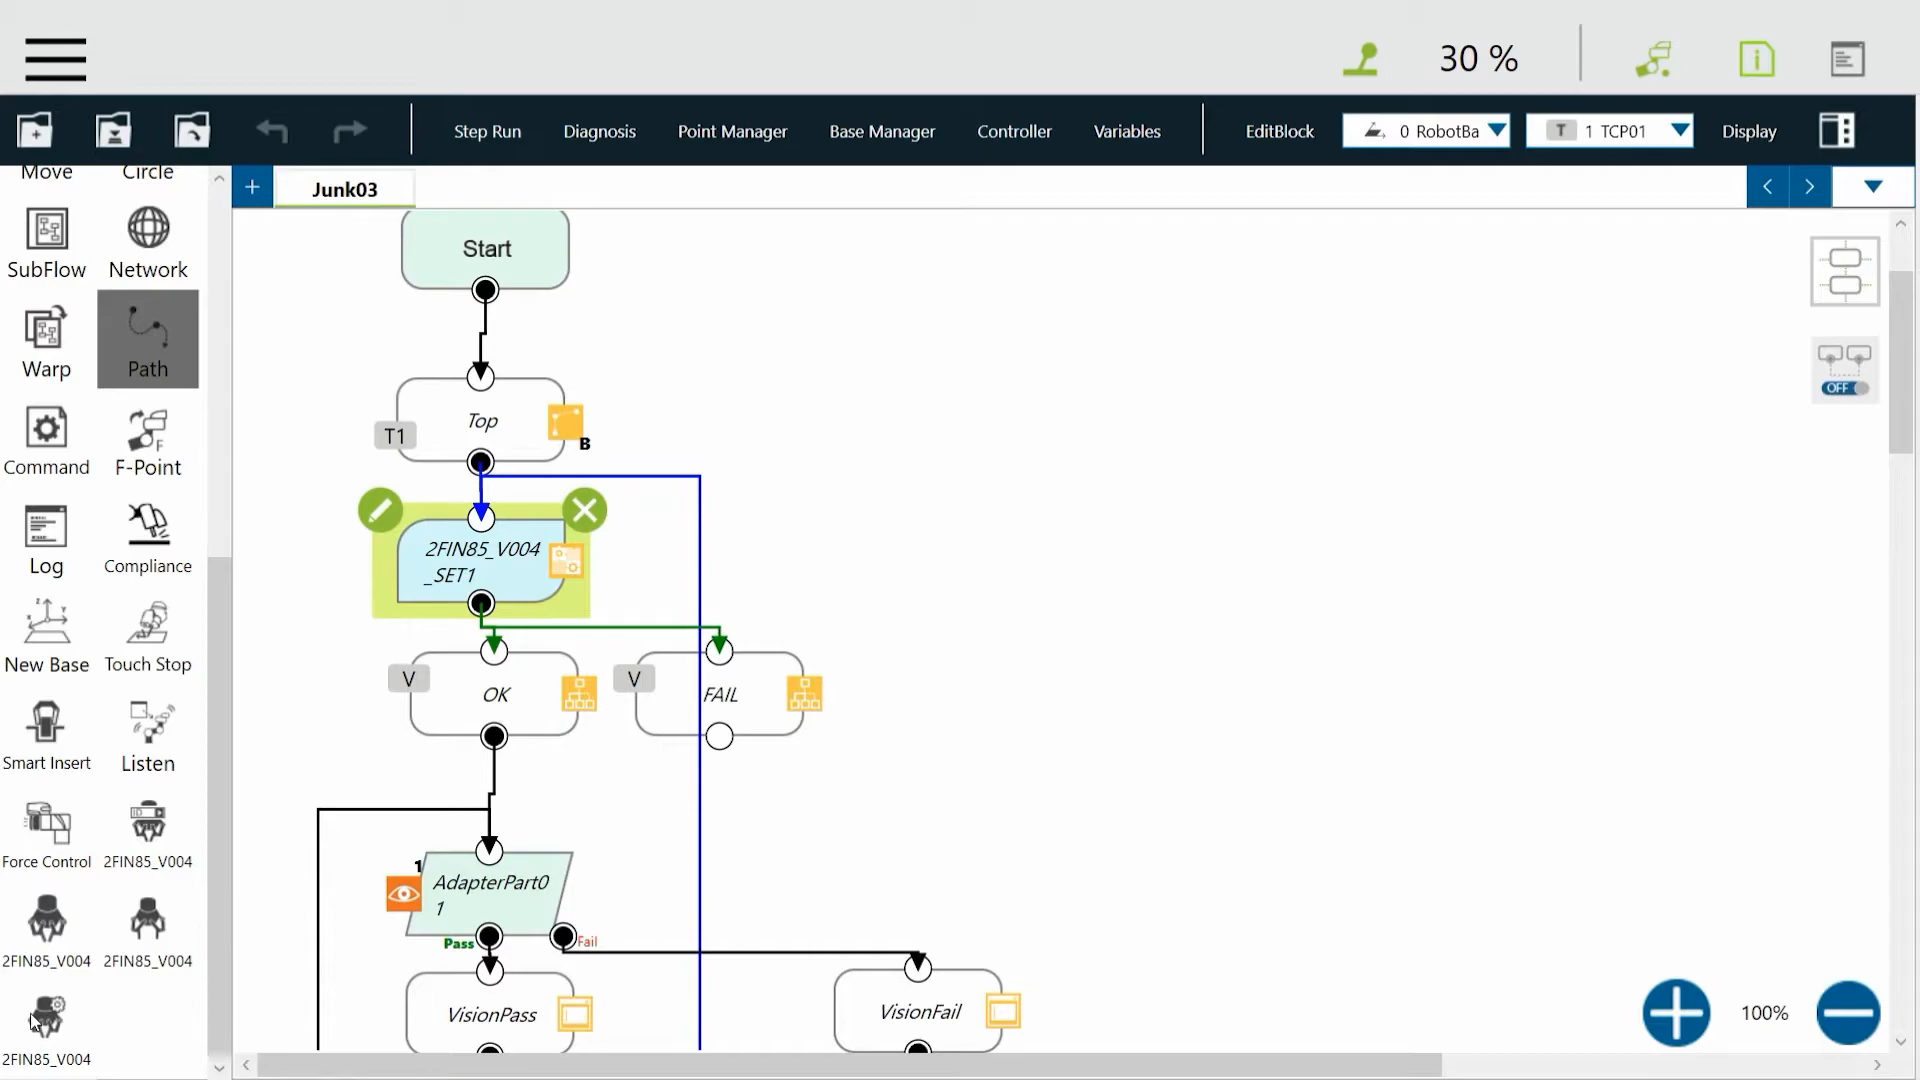 30 %
Step Run
Diagnosis
Point Manager
Base Manager
Controller
Variables
EditBlock
0 RobotBa
T
1 TCP01
Display
Move
Circle
+
Junk03
SubFlow
Network
Warp
Path
Command
F-Point
Log
Compliance
New Base
Touch Stop
Smart Insert
Listen
Force Control
2FIN85_V004
2FIN85_V004
2FIN85_V004
2FIN85_V004
Start
Top
T1
B
2FIN85_V004
_SET1
V
OK
V
FAIL
1
AdapterPart0
1
Pass
Fail
VisionPass
VisionFail
OFF
100%